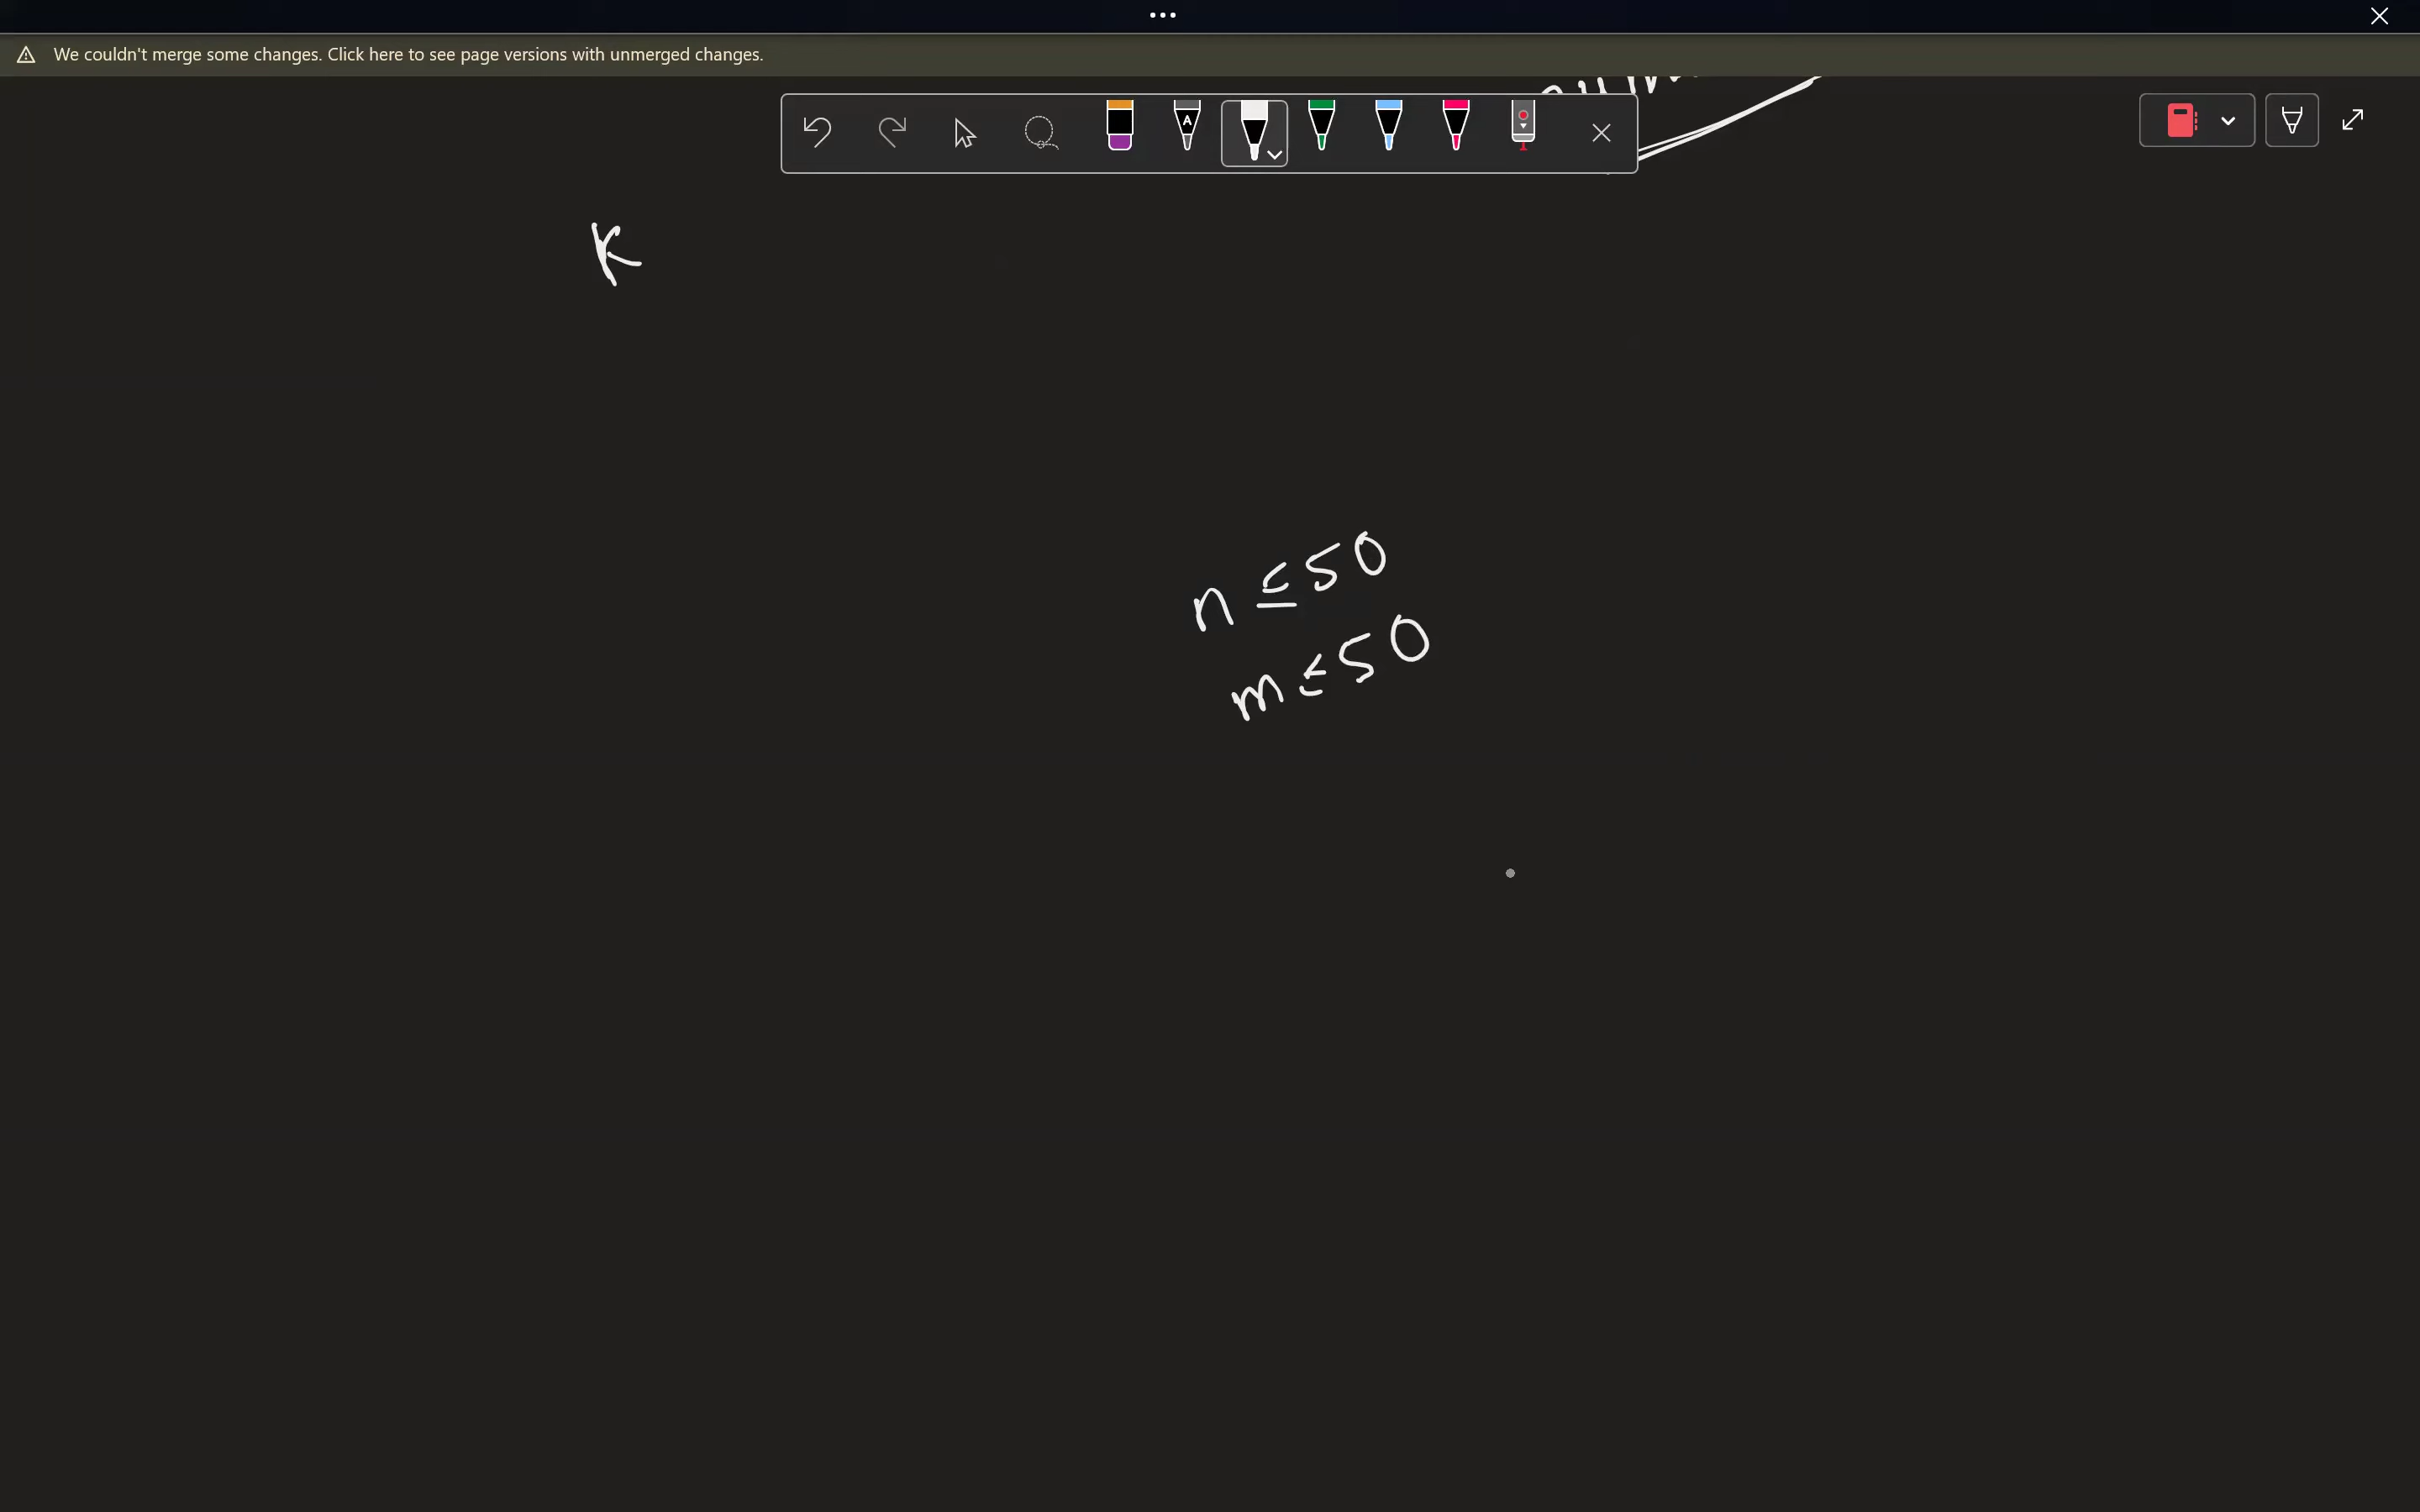 We couldn't merge some changes. Click here to see page versions with unmerged changes.
A
K
n ≤ 50
m ≤ 50